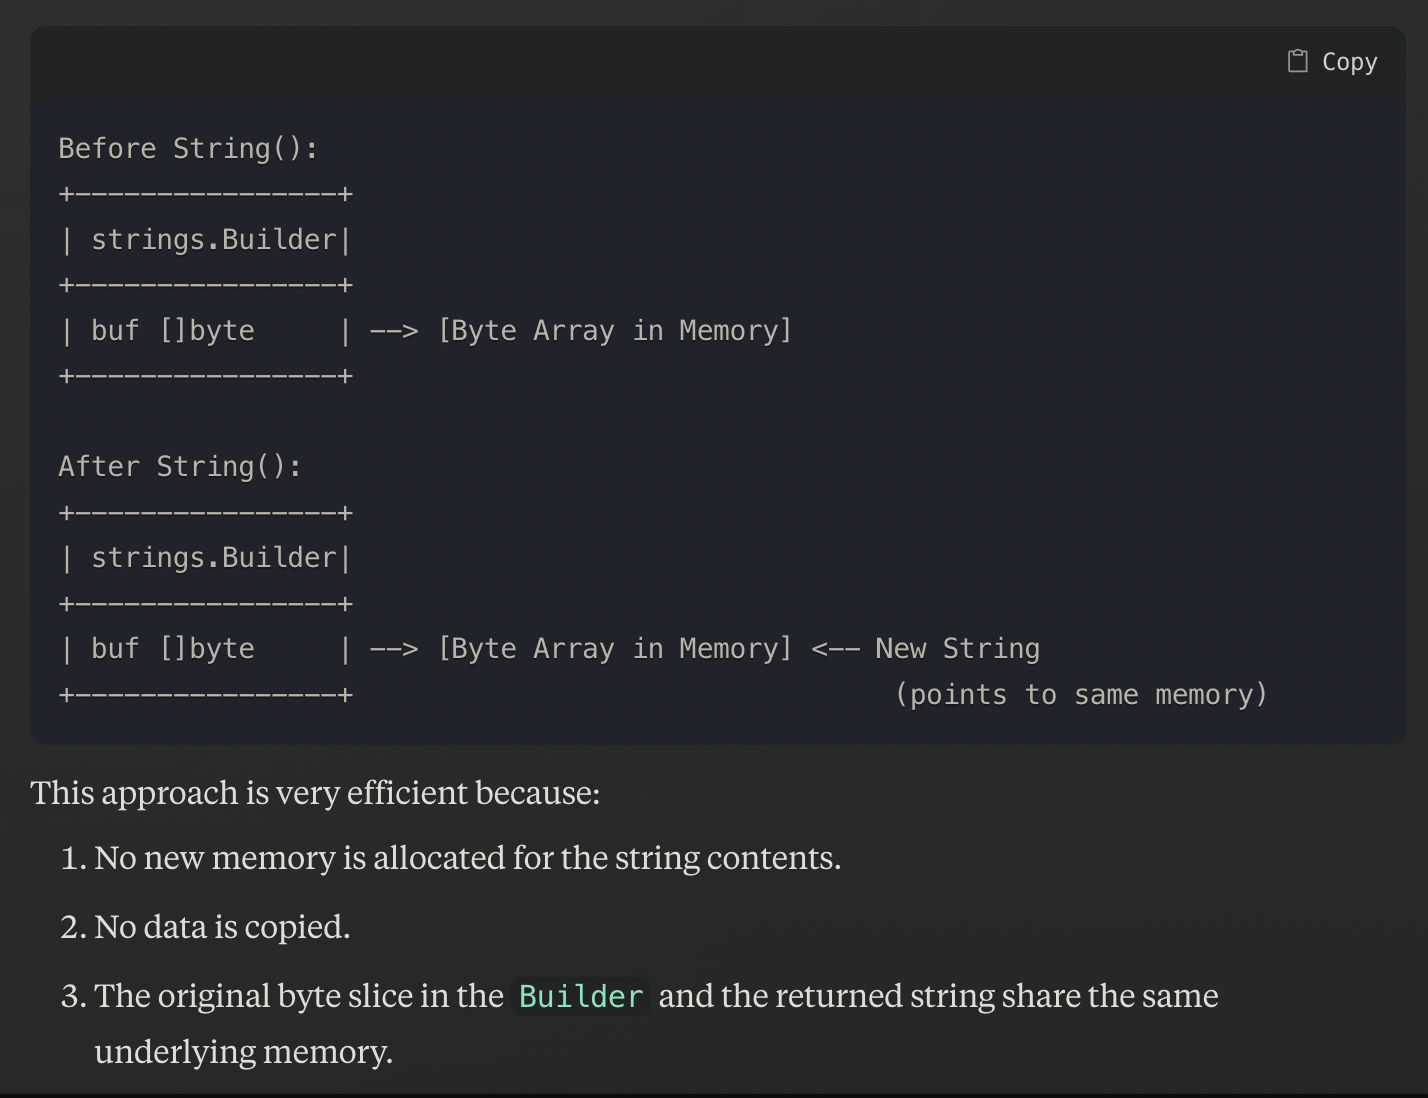 Copy
Before String():
+----------------+
| strings.Builder|
+----------------+
| buf []byte     | --> [Byte Array in Memory]
+----------------+
After String():
+----------------+
| strings.Builder|
+----------------+
| buf []byte     | --> [Byte Array in Memory] <-- New String
+----------------+                                 (points to same memory)
This approach is very efficient because:
1. No new memory is allocated for the string contents.
2. No data is copied.
3. The original byte slice in the Builder and the returned string share the same
underlying memory.